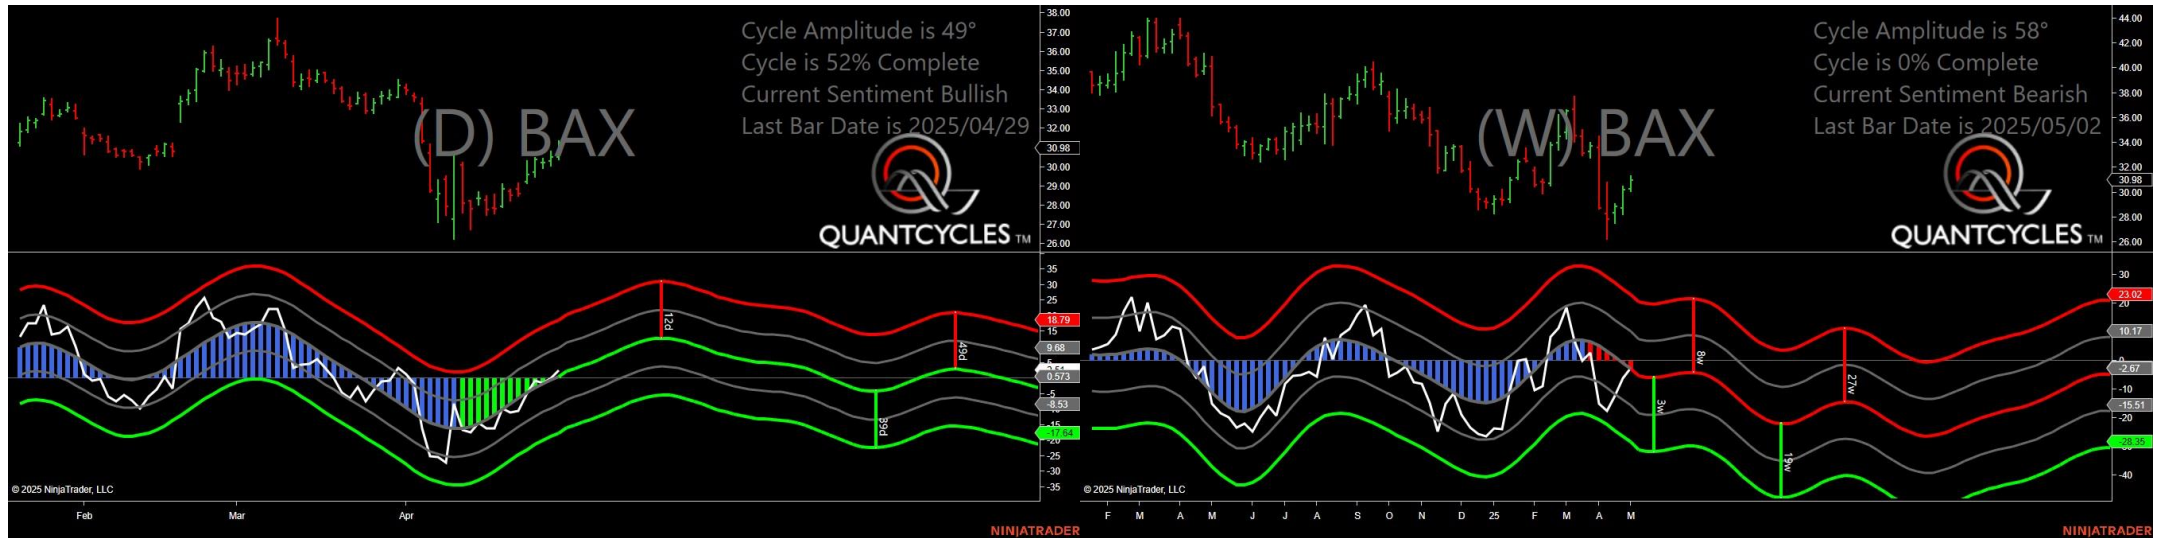 Cycle Amplitude is 49°
Cycle is 52% Complete
Current Sentiment Bullish
Last Bar Date is 2025/04/29
(D) BAX
QUANTCYCLES TM
38.00
37.00
36.00
35.00
34.00
33.00
32.00
30.98
30.00
29.00
28.00
27.00
26.00
35
30
25
18.79
15
9.68
5
0.573
-5
-8.53
-17.64
-20
-25
-30
-35
12d
39d
49d
© 2025 NinjaTrader, LLC
Feb Mar Apr
NINJATRADER
Cycle Amplitude is 58°
Cycle is 0% Complete
Current Sentiment Bearish
Last Bar Date is 2025/05/02
(W) BAX
QUANTCYCLES TM
44.00
42.00
40.00
38.00
36.00
34.00
32.00
30.98
30.00
28.00
26.00
30
23.02
20
10.17
0
-2.67
-10
-15.51
-20
-28.35
-40
3w
8w
19w
27w
© 2025 NinjaTrader, LLC
F M A M J J A S O N D 25 F M A M
NINJATRADER